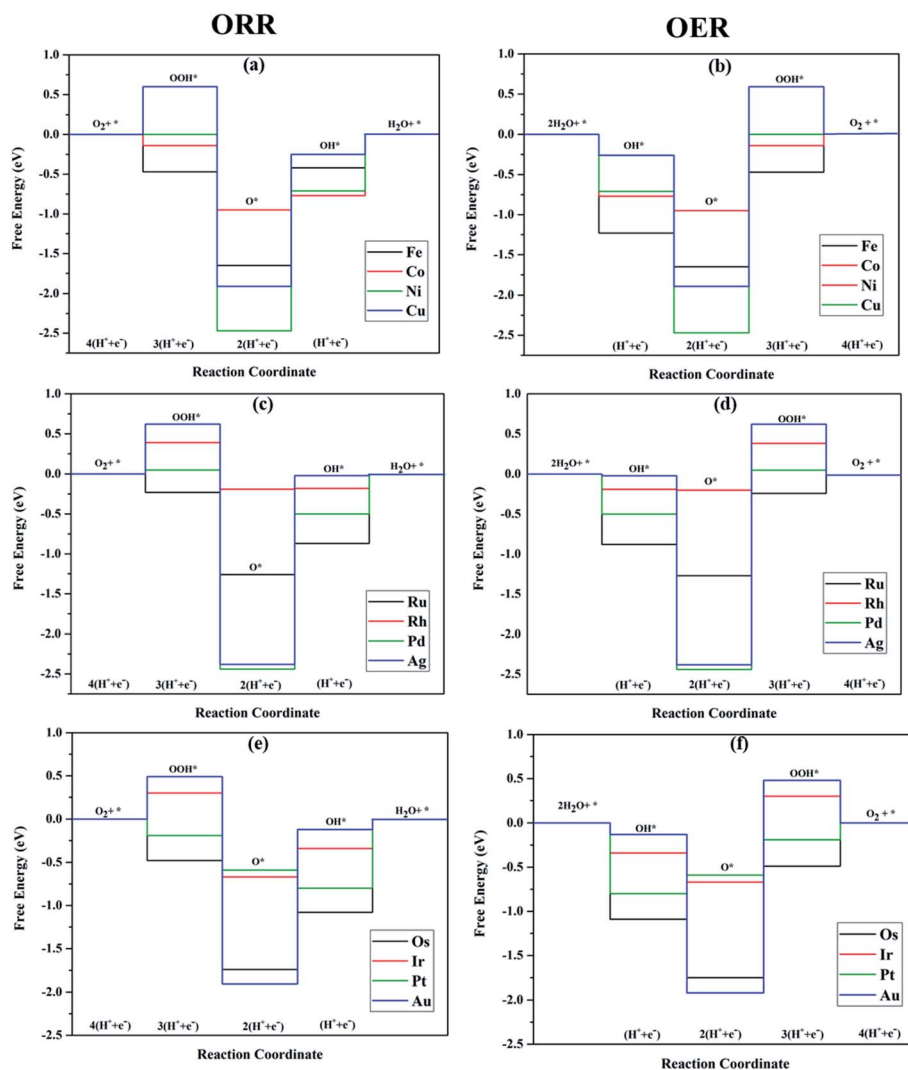 ORR
OER
(a)
1.0
0.5
0.0
-0.5
-1.0
-1.5
-2.0
-2.5
Free Energy (eV)
O₂+ *
OOH*
O*
OH*
H₂O+ *
Fe
Co
Ni
Cu
4(H⁺+e⁻)
3(H⁺+e⁻)
2(H⁺+e⁻)
(H⁺+e⁻)
Reaction Coordinate
(b)
1.0
0.5
0.0
-0.5
-1.0
-1.5
-2.0
-2.5
Free Energy (eV)
2H₂O+ *
OH*
O*
OOH*
O₂ + *
Fe
Co
Ni
Cu
(H⁺+e⁻)
2(H⁺+e⁻)
3(H⁺+e⁻)
4(H⁺+e⁻)
Reaction Coordinate
(c)
1.0
0.5
0.0
-0.5
-1.0
-1.5
-2.0
-2.5
Free Energy (eV)
O₂+ *
OOH*
O*
OH*
H₂O+ *
Ru
Rh
Pd
Ag
4(H⁺+e⁻)
3(H⁺+e⁻)
2(H⁺+e⁻)
(H⁺+e⁻)
Reaction Coordinate
(d)
1.0
0.5
0.0
-0.5
-1.0
-1.5
-2.0
-2.5
Free Energy (eV)
2H₂O+ *
OH*
O*
OOH*
O₂ + *
Ru
Rh
Pd
Ag
(H⁺+e⁻)
2(H⁺+e⁻)
3(H⁺+e⁻)
4(H⁺+e⁻)
Reaction Coordinate
(e)
1.0
0.5
0.0
-0.5
-1.0
-1.5
-2.0
-2.5
Free Energy (eV)
O₂+ *
OOH*
O*
OH*
H₂O+ *
Os
Ir
Pt
Au
4(H⁺+e⁻)
3(H⁺+e⁻)
2(H⁺+e⁻)
(H⁺+e⁻)
Reaction Coordinate
(f)
1.0
0.5
0.0
-0.5
-1.0
-1.5
-2.0
-2.5
Free Energy (eV)
2H₂O+ *
OH*
O*
OOH*
O₂ + *
Os
Ir
Pt
Au
(H⁺+e⁻)
2(H⁺+e⁻)
3(H⁺+e⁻)
4(H⁺+e⁻)
Reaction Coordinate